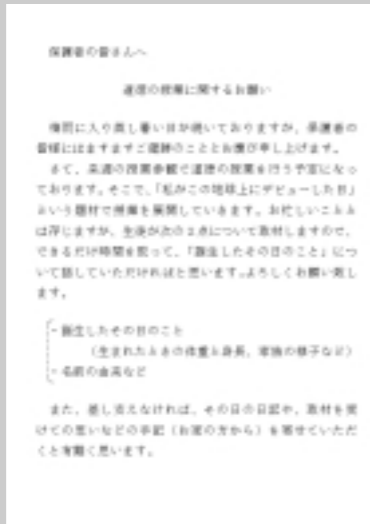 保護者の皆さんへ
道徳の授業に関するお願い
梅雨に入り蒸し暑い日が続いておりますが、保護者の
皆様にはますますご健勝のこととお慶び申し上げます。
さて、来週の授業参観で道徳の授業を行う予定になっ
ております。そこで、「私がこの地球上にデビューした日」
という題材で授業を展開していきます。お忙しいこととは
は存じますが、生徒が次の2点について取材しますので、
できるだけ時間を取って、「誕生したその日のこと」につ
いて話していただければと思います。よろしくお願い致し
ます。
・誕生したその日のこと
（生まれたときの体重と身長、家族の様子など）
・名前の由来など
また、差し支えなければ、その日の日記や、取材を受
けての思いなどの手記（お家の方から）を寄せていただ
くと有難く思います。